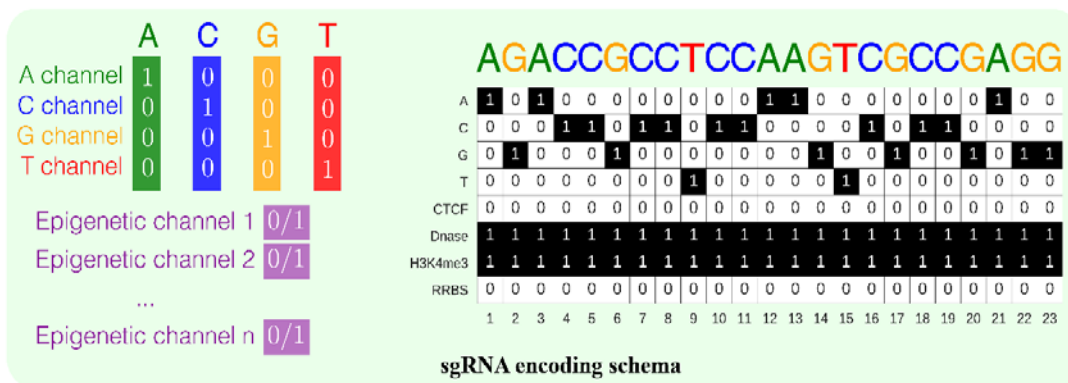 A C G T
A channel 1 0 0 0
C channel 0 1 0 0
G channel 0 0 1 0
T channel 0 0 0 1
Epigenetic channel 1 0/1
Epigenetic channel 2 0/1
...
Epigenetic channel n 0/1
AGACCGCCTCCAAGTCGCCGAGG
A 1 0 1 0 0 0 0 0 0 0 0 1 1 0 0 0 0 0 0 0 1 0 0
C 0 0 0 1 1 0 1 1 0 1 1 0 0 0 0 1 0 1 1 0 0 0 0
G 0 1 0 0 0 1 0 0 0 0 0 0 0 1 0 0 1 0 0 1 0 1 1
T 0 0 0 0 0 0 0 0 1 0 0 0 0 0 1 0 0 0 0 0 0 0 0
CTCF 0 0 0 0 0 0 0 0 0 0 0 0 0 0 0 0 0 0 0 0 0 0 0
Dnase 1 1 1 1 1 1 1 1 1 1 1 1 1 1 1 1 1 1 1 1 1 1 1
H3K4me3 1 1 1 1 1 1 1 1 1 1 1 1 1 1 1 1 1 1 1 1 1 1 1
RRBS 0 0 0 0 0 0 0 0 0 0 0 0 0 0 0 0 0 0 0 0 0 0 0
1 2 3 4 5 6 7 8 9 10 11 12 13 14 15 16 17 18 19 20 21 22 23
sgRNA encoding schema